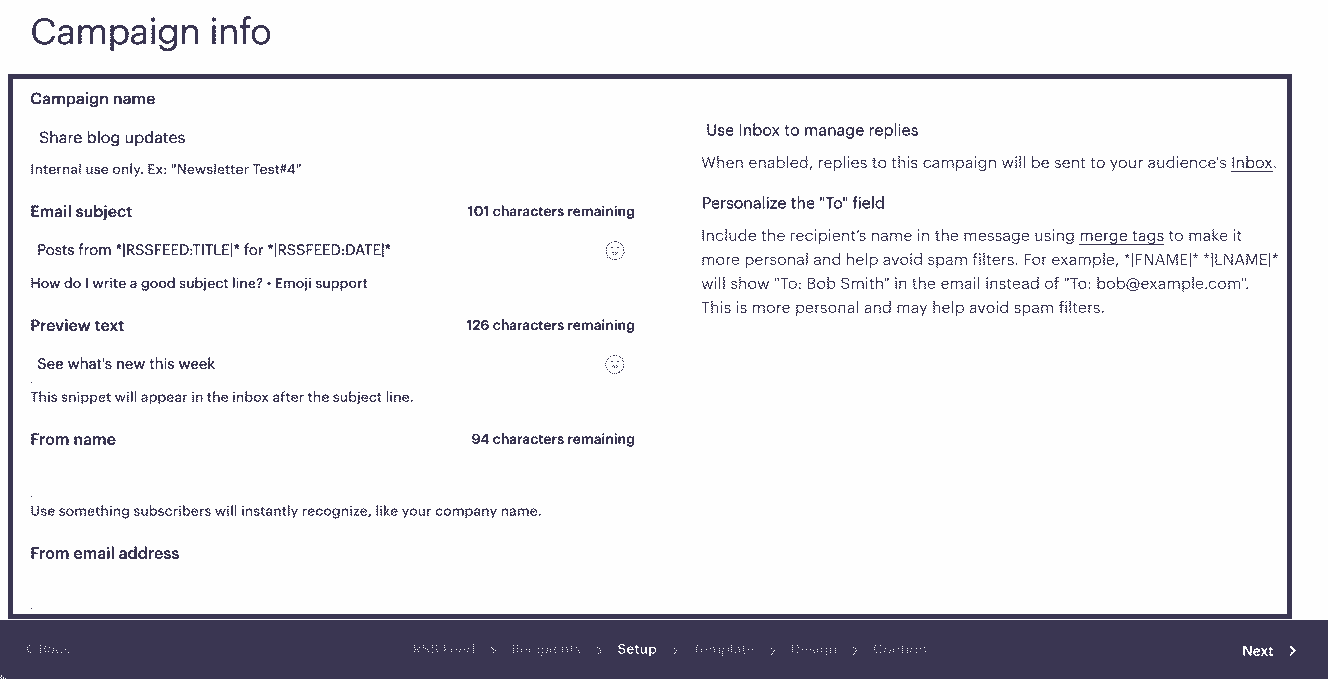 Campaign info
Campaign name
Share blog updates
Internal use only. Ex: "Newsletter Test#4"
Email subject 101 characters remaining
Posts from *|RSSFEED:TITLE|* for *|RSSFEED:DATE|*
How do I write a good subject line? • Emoji support
Preview text 126 characters remaining
See what's new this week
This snippet will appear in the inbox after the subject line.
From name 94 characters remaining
Use something subscribers will instantly recognize, like your company name.
From email address
Use Inbox to manage replies
When enabled, replies to this campaign will be sent to your audience's Inbox.
Personalize the "To" field
Include the recipient's name in the message using merge tags to make it
more personal and help avoid spam filters. For example, *|FNAME|* *|LNAME|*
will show "To: Bob Smith" in the email instead of "To: bob@example.com".
This is more personal and may help avoid spam filters.
< Back RSS Feed > Recipients > Setup > Template > Design > Confirm Next >